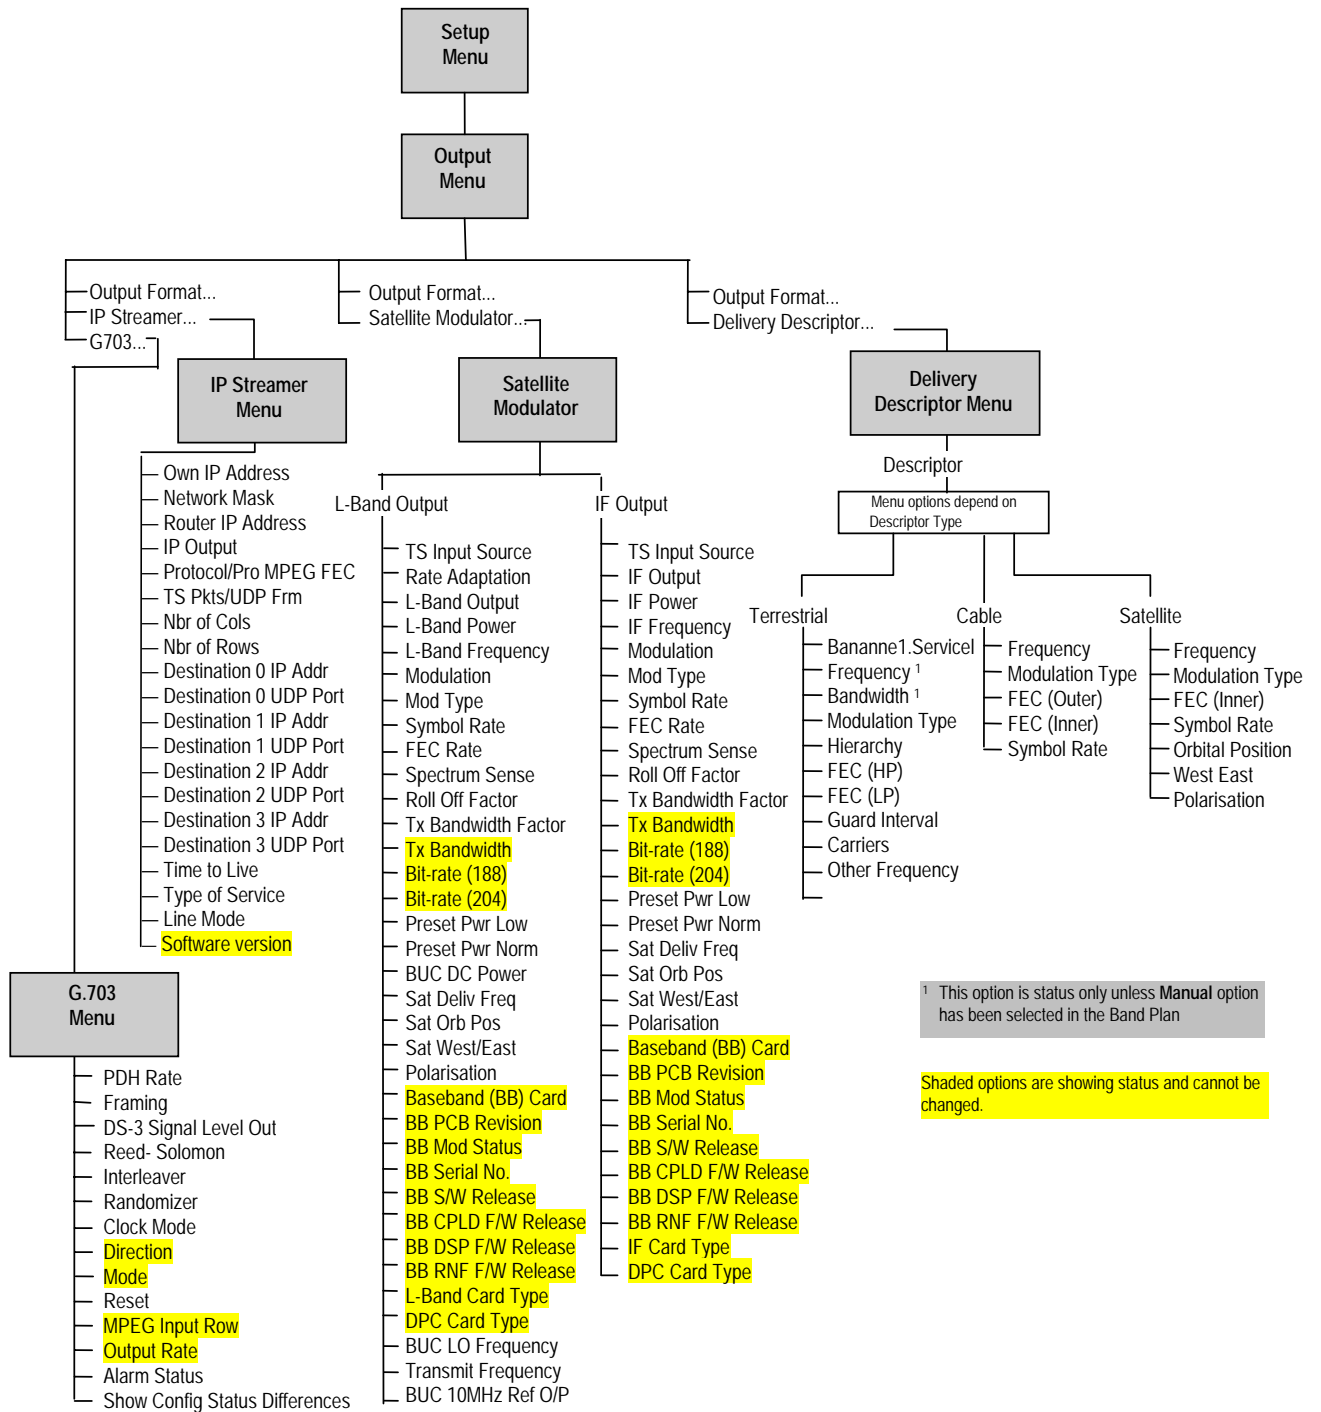 Setup
Menu
Output
Menu
Output Format...
IP Streamer...
G703...
Output Format...
Satellite Modulator...
Output Format...
Delivery Descriptor...
IP Streamer
Menu
Own IP Address
Network Mask
Router IP Address
IP Output
Protocol/Pro MPEG FEC
TS Pkts/UDP Frm
Nbr of Cols
Nbr of Rows
Destination 0 IP Addr
Destination 0 UDP Port
Destination 1 IP Addr
Destination 1 UDP Port
Destination 2 IP Addr
Destination 2 UDP Port
Destination 3 IP Addr
Destination 3 UDP Port
Time to Live
Type of Service
Line Mode
Software version
G.703
Menu
PDH Rate
Framing
DS-3 Signal Level Out
Reed- Solomon
Interleaver
Randomizer
Clock Mode
Direction
Mode
Reset
MPEG Input Row
Output Rate
Alarm Status
Show Config Status Differences
Satellite
Modulator
L-Band Output
TS Input Source
Rate Adaptation
L-Band Output
L-Band Power
L-Band Frequency
Modulation
Mod Type
Symbol Rate
FEC Rate
Spectrum Sense
Roll Off Factor
Tx Bandwidth Factor
Tx Bandwidth
Bit-rate (188)
Bit-rate (204)
Preset Pwr Low
Preset Pwr Norm
BUC DC Power
Sat Deliv Freq
Sat Orb Pos
Sat West/East
Polarisation
Baseband (BB) Card
BB PCB Revision
BB Mod Status
BB Serial No.
BB S/W Release
BB CPLD F/W Release
BB DSP F/W Release
BB RNF F/W Release
L-Band Card Type
DPC Card Type
BUC LO Frequency
Transmit Frequency
BUC 10MHz Ref O/P
IF Output
TS Input Source
IF Output
IF Power
IF Frequency
Modulation
Mod Type
Symbol Rate
FEC Rate
Spectrum Sense
Roll Off Factor
Tx Bandwidth Factor
Tx Bandwidth
Bit-rate (188)
Bit-rate (204)
Preset Pwr Low
Preset Pwr Norm
Sat Deliv Freq
Sat Orb Pos
Sat West/East
Polarisation
Baseband (BB) Card
BB PCB Revision
BB Mod Status
BB Serial No.
BB S/W Release
BB CPLD F/W Release
BB DSP F/W Release
BB RNF F/W Release
IF Card Type
DPC Card Type
Delivery
Descriptor Menu
Descriptor
Menu options depend on
Descriptor Type
Terrestrial
Bananne1.Servicel
Frequency 1
Bandwidth 1
Modulation Type
Hierarchy
FEC (HP)
FEC (LP)
Guard Interval
Carriers
Other Frequency
Cable
Frequency
Modulation Type
FEC (Outer)
FEC (Inner)
Symbol Rate
Satellite
Frequency
Modulation Type
FEC (Inner)
Symbol Rate
Orbital Position
West East
Polarisation
1 This option is status only unless Manual option
has been selected in the Band Plan
Shaded options are showing status and cannot be
changed.